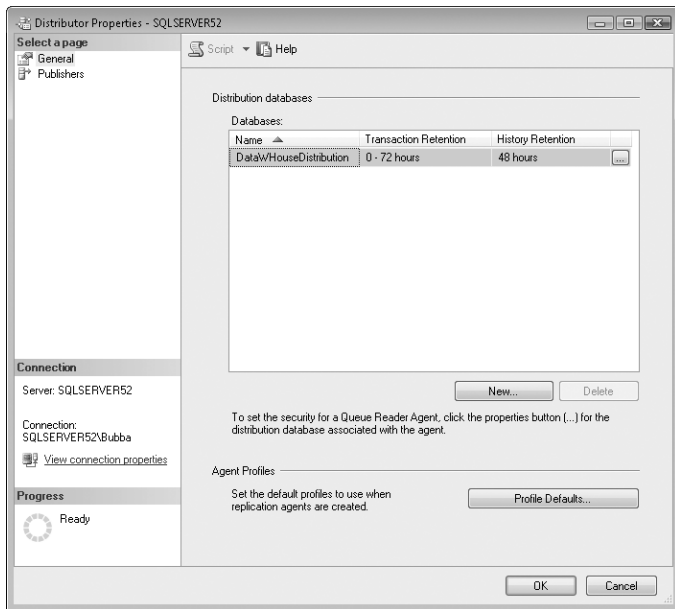 Distributor Properties - SQLSERVER52
Select a page
General
Publishers
Script
Help
Distribution databases
Databases:
Name Transaction Retention History Retention
DataWHouseDistribution 0 - 72 hours 48 hours ...
New... Delete
To set the security for a Queue Reader Agent, click the properties button (...) for the
distribution database associated with the agent.
Agent Profiles
Set the default profiles to use when
replication agents are created.
Profile Defaults...
Connection
Server: SQLSERVER52
Connection:
SQLSERVER52\Bubba
View connection properties
Progress
Ready
OK Cancel